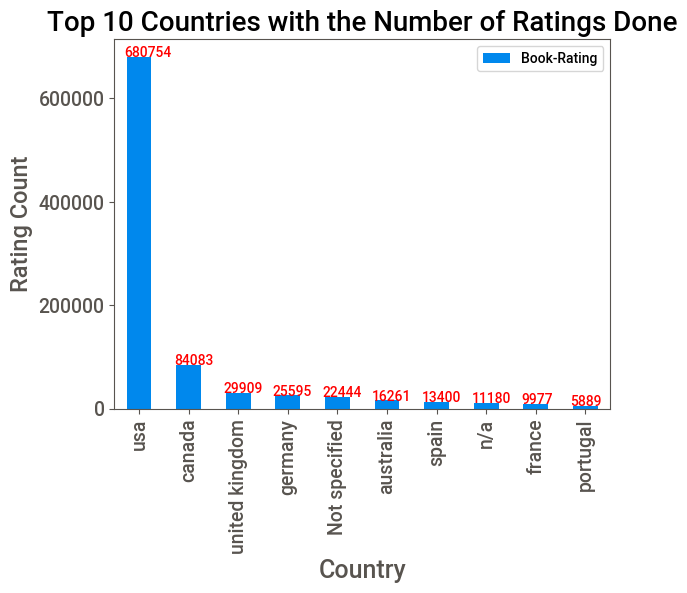 Top 10 Countries with the Number of Ratings Done
680754
Book-Rating
600000
400000
200000
0
Rating Count
84083
29909
25595
22444
16261
13400
11180
9977
5889
usa
canada
united kingdom
germany
Not specified
australia
spain
n/a
france
portugal
Country